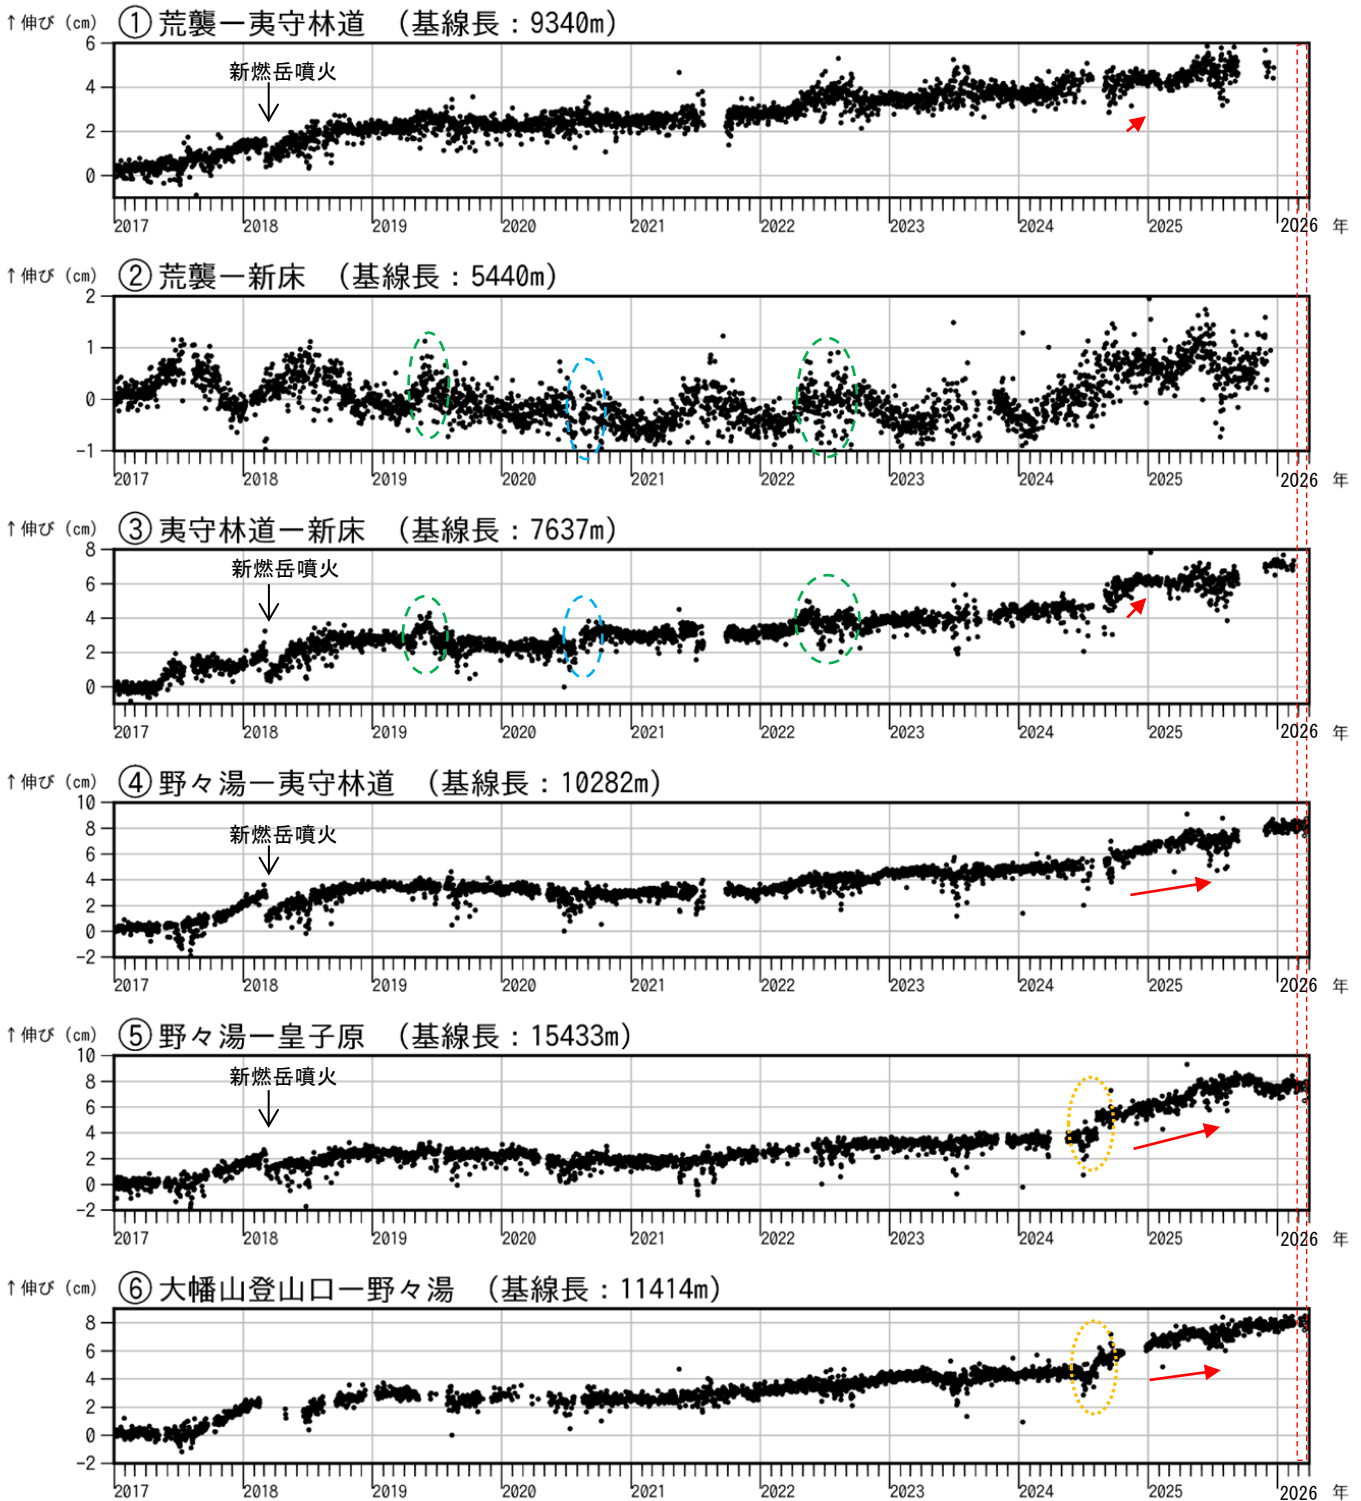 ↑伸び（cm） ①荒襲－夷守林道 （基線長：9340m）
6
新燃岳噴火
4
2
0
2017 2018 2019 2020 2021 2022 2023 2024 2025 2026 年
↑伸び（cm） ②荒襲－新床 （基線長：5440m）
2
1
0
-1
2017 2018 2019 2020 2021 2022 2023 2024 2025 2026 年
↑伸び（cm） ③夷守林道－新床 （基線長：7637m）
8
新燃岳噴火
6
4
2
0
2017 2018 2019 2020 2021 2022 2023 2024 2025 2026 年
↑伸び（cm） ④野々湯－夷守林道 （基線長：10282m）
10
新燃岳噴火
8
6
4
2
0
-2
2017 2018 2019 2020 2021 2022 2023 2024 2025 2026 年
↑伸び（cm） ⑤野々湯－皇子原 （基線長：15433m）
10
新燃岳噴火
8
6
4
2
0
-2
2017 2018 2019 2020 2021 2022 2023 2024 2025 2026 年
↑伸び（cm） ⑥大幡山登山口－野々湯 （基線長：11414m）
8
6
4
2
0
-2
2017 2018 2019 2020 2021 2022 2023 2024 2025 2026 年